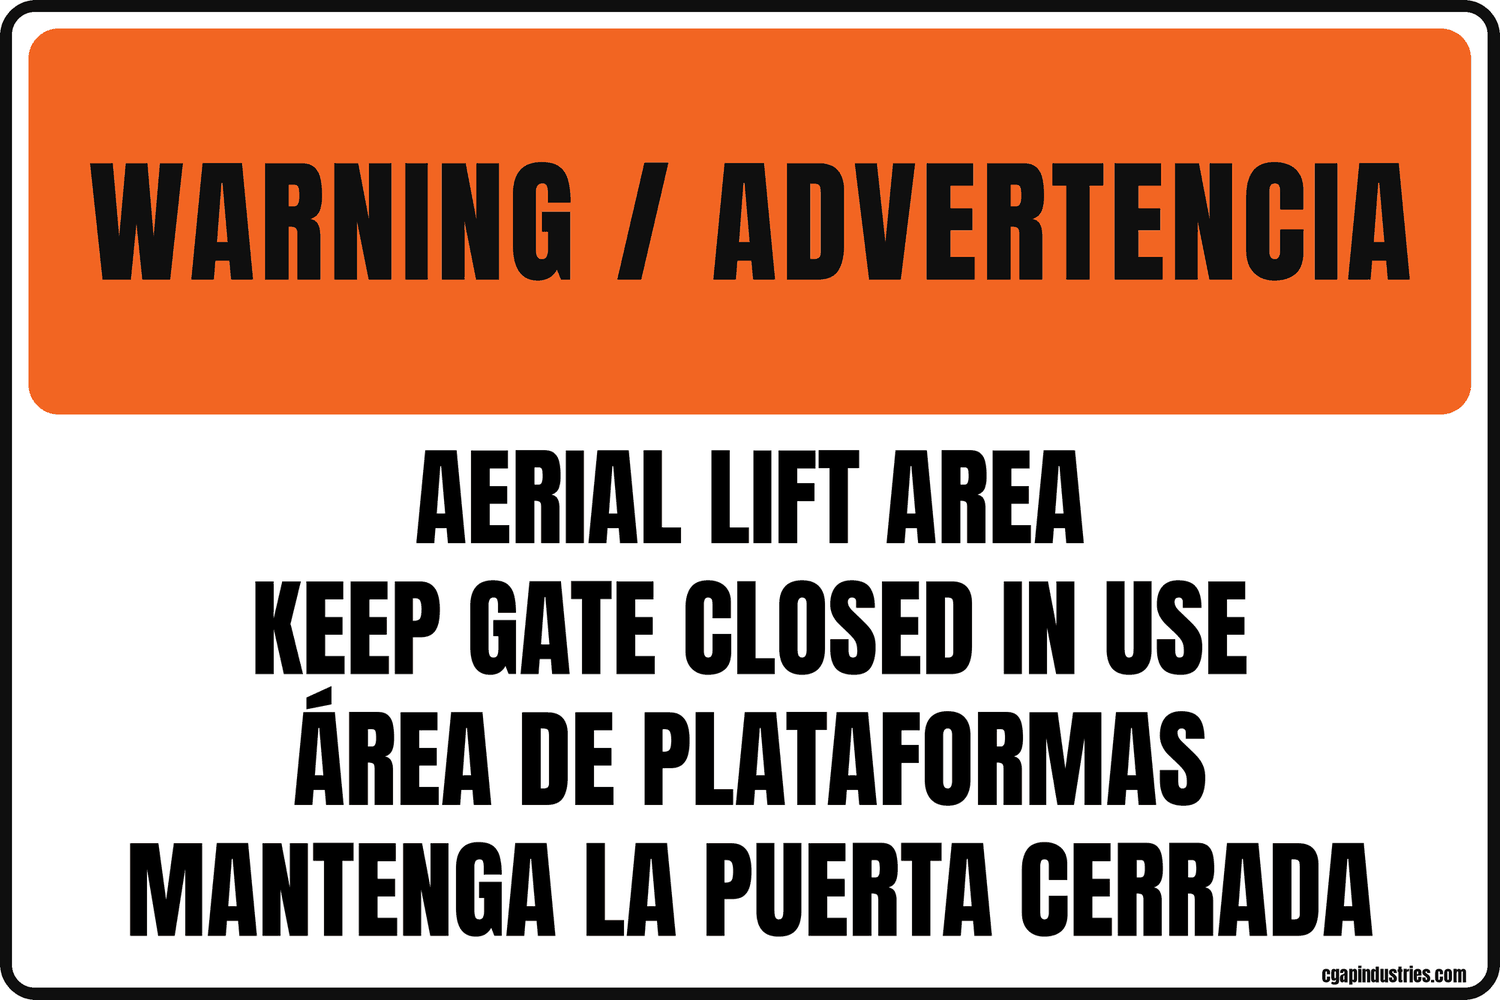 WARNING / ADVERTENCIA
AERIAL LIFT AREA
KEEP GATE CLOSED IN USE
ÁREA DE PLATAFORMAS
MANTENGA LA PUERTA CERRADA
cgapindustries.com